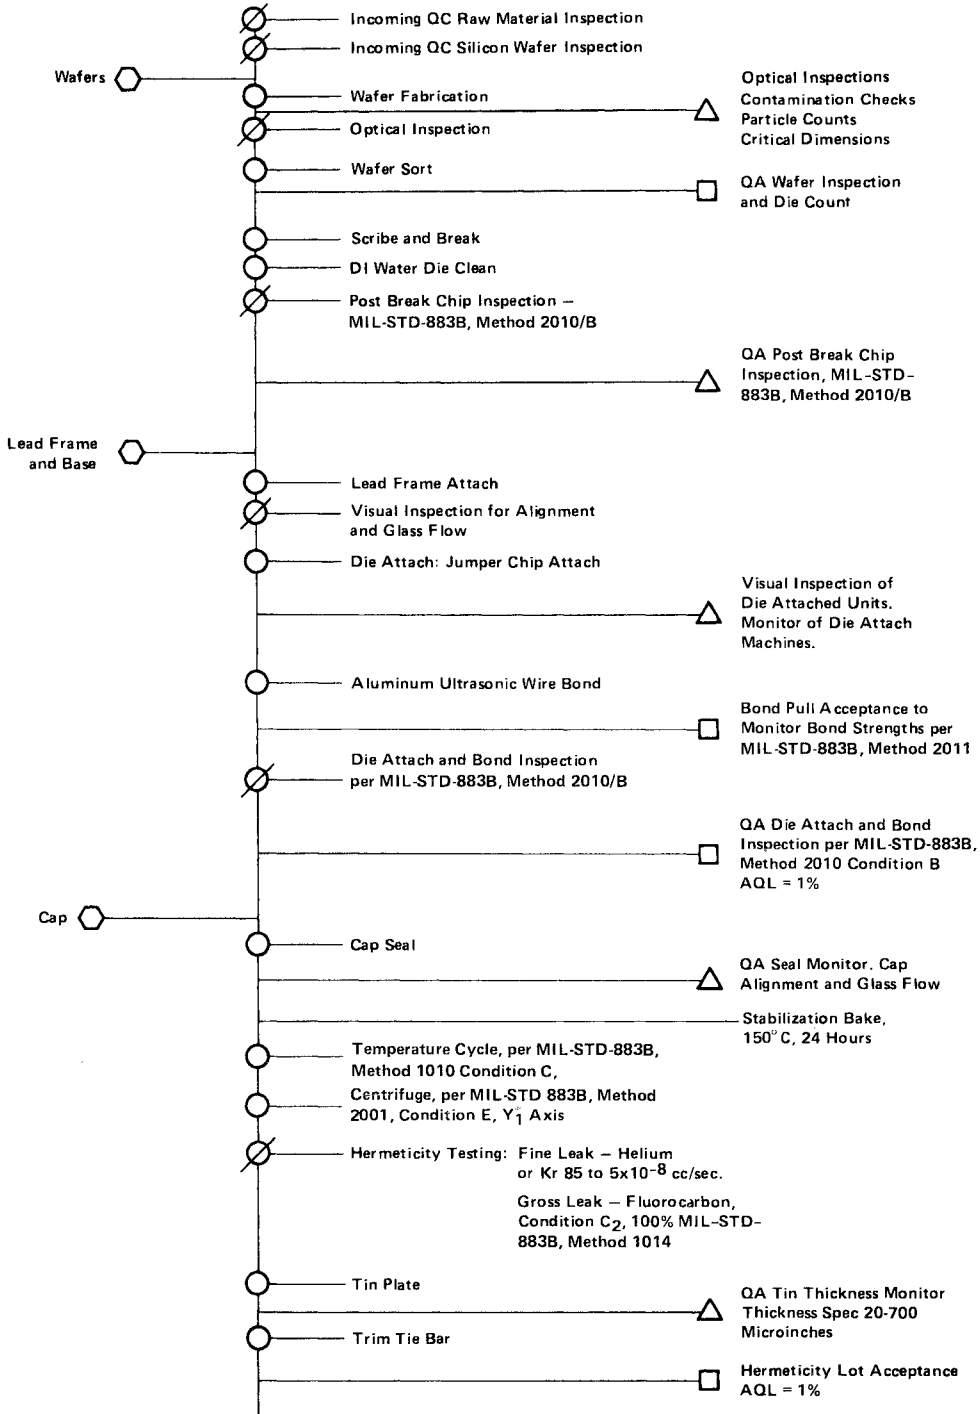 Incoming QC Raw Material Inspection
Incoming QC Silicon Wafer Inspection
Wafers
Wafer Fabrication
Optical Inspections
Contamination Checks
Particle Counts
Critical Dimensions
Optical Inspection
Wafer Sort
QA Wafer Inspection
and Die Count
Scribe and Break
DI Water Die Clean
Post Break Chip Inspection –
MIL-STD-883B, Method 2010/B
QA Post Break Chip
Inspection, MIL-STD-
883B, Method 2010/B
Lead Frame
and Base
Lead Frame Attach
Visual Inspection for Alignment
and Glass Flow
Die Attach: Jumper Chip Attach
Visual Inspection of
Die Attached Units.
Monitor of Die Attach
Machines.
Aluminum Ultrasonic Wire Bond
Bond Pull Acceptance to
Monitor Bond Strengths per
MIL-STD-883B, Method 2011
Die Attach and Bond Inspection
per MIL-STD-883B, Method 2010/B
QA Die Attach and Bond
Inspection per MIL-STD-883B,
Method 2010 Condition B
AQL = 1%
Cap
Cap Seal
QA Seal Monitor. Cap
Alignment and Glass Flow
Stabilization Bake,
150°C, 24 Hours
Temperature Cycle, per MIL-STD-883B,
Method 1010 Condition C,
Centrifuge, per MIL-STD 883B, Method
2001, Condition E, Y₁ Axis
Hermeticity Testing: Fine Leak – Helium
or Kr 85 to 5x10⁻⁸ cc/sec.
Gross Leak – Fluorocarbon,
Condition C₂, 100% MIL-STD-
883B, Method 1014
Tin Plate
QA Tin Thickness Monitor
Thickness Spec 20-700
Microinches
Trim Tie Bar
Hermeticity Lot Acceptance
AQL = 1%